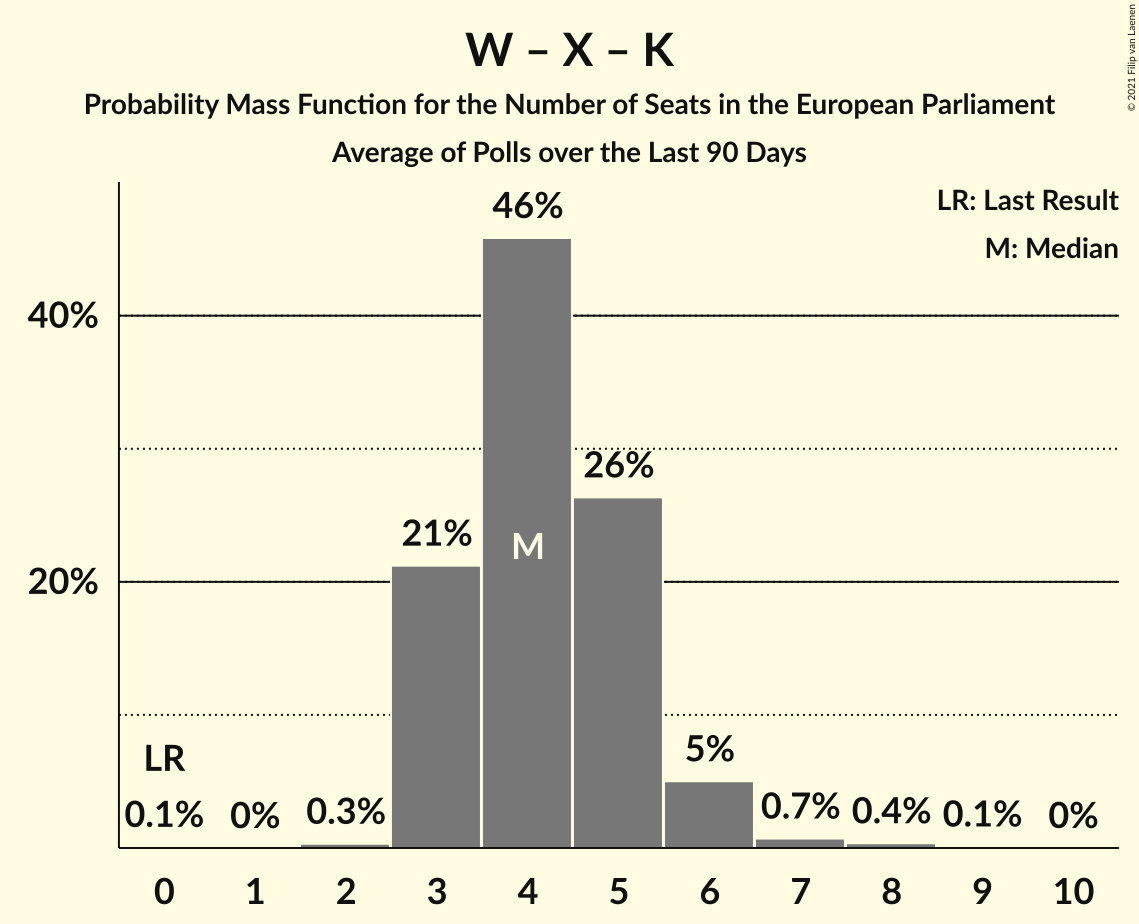 W – X – K
Probability Mass Function for the Number of Seats in the European Parliament
Average of Polls over the Last 90 Days
© 2021 Filip van Laenen
LR: Last Result
M: Median
40%
20%
LR
0.1%
0%
0.3%
21%
46%
M
26%
5%
0.7%
0.4%
0.1%
0%
0 1 2 3 4 5 6 7 8 9 10